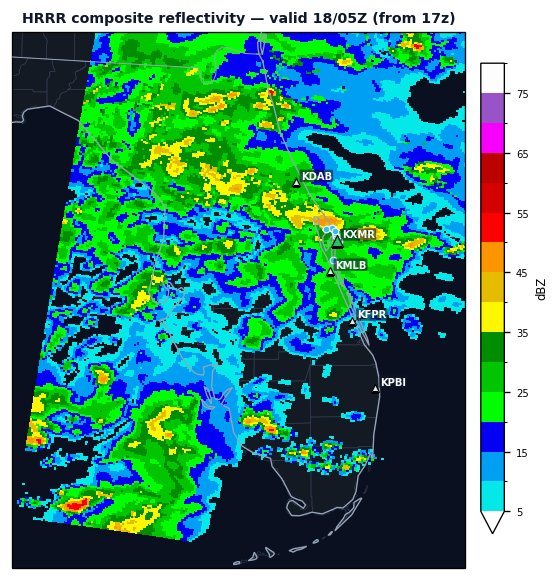 HRRR composite reflectivity — valid 18/05Z (from 17z)
KDAB
KXMR
KMLB
KFPR
KPBI
75
65
55
45
35
25
15
5
dBZ